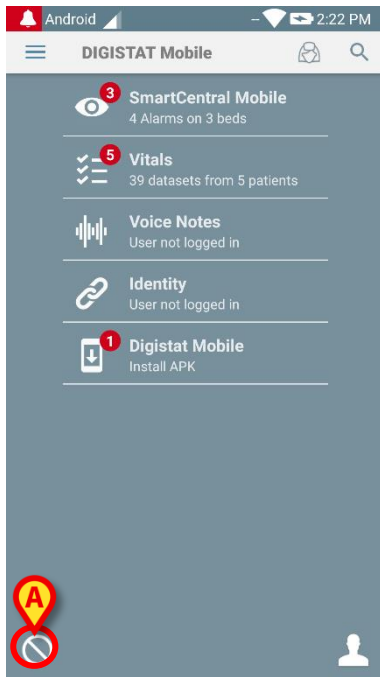 Android
2:22 PM
DIGISTAT Mobile
3
SmartCentral Mobile
4 Alarms on 3 beds
5
Vitals
39 datasets from 5 patients
Voice Notes
User not logged in
Identity
User not logged in
1
Digistat Mobile
Install APK
A